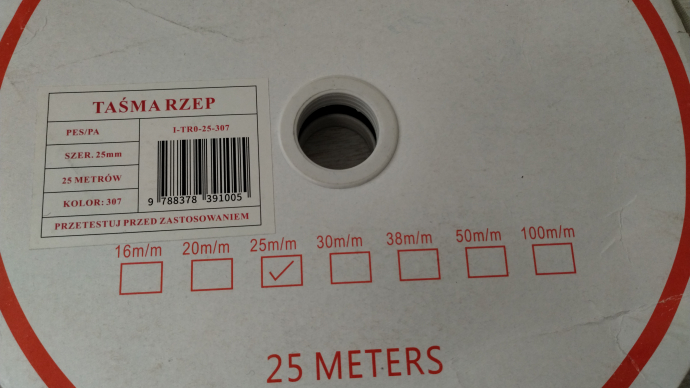 TAŚMA RZEP
PES/PA
I-TR0-25-307
SZER. 25mm
25 METRÓW
KOLOR: 307
9 788378 391005
PRZETESTUJ PRZED ZASTOSOWANIEM
16m/m 20m/m 25m/m 30m/m 38m/m 50m/m 100m/m
25 METERS